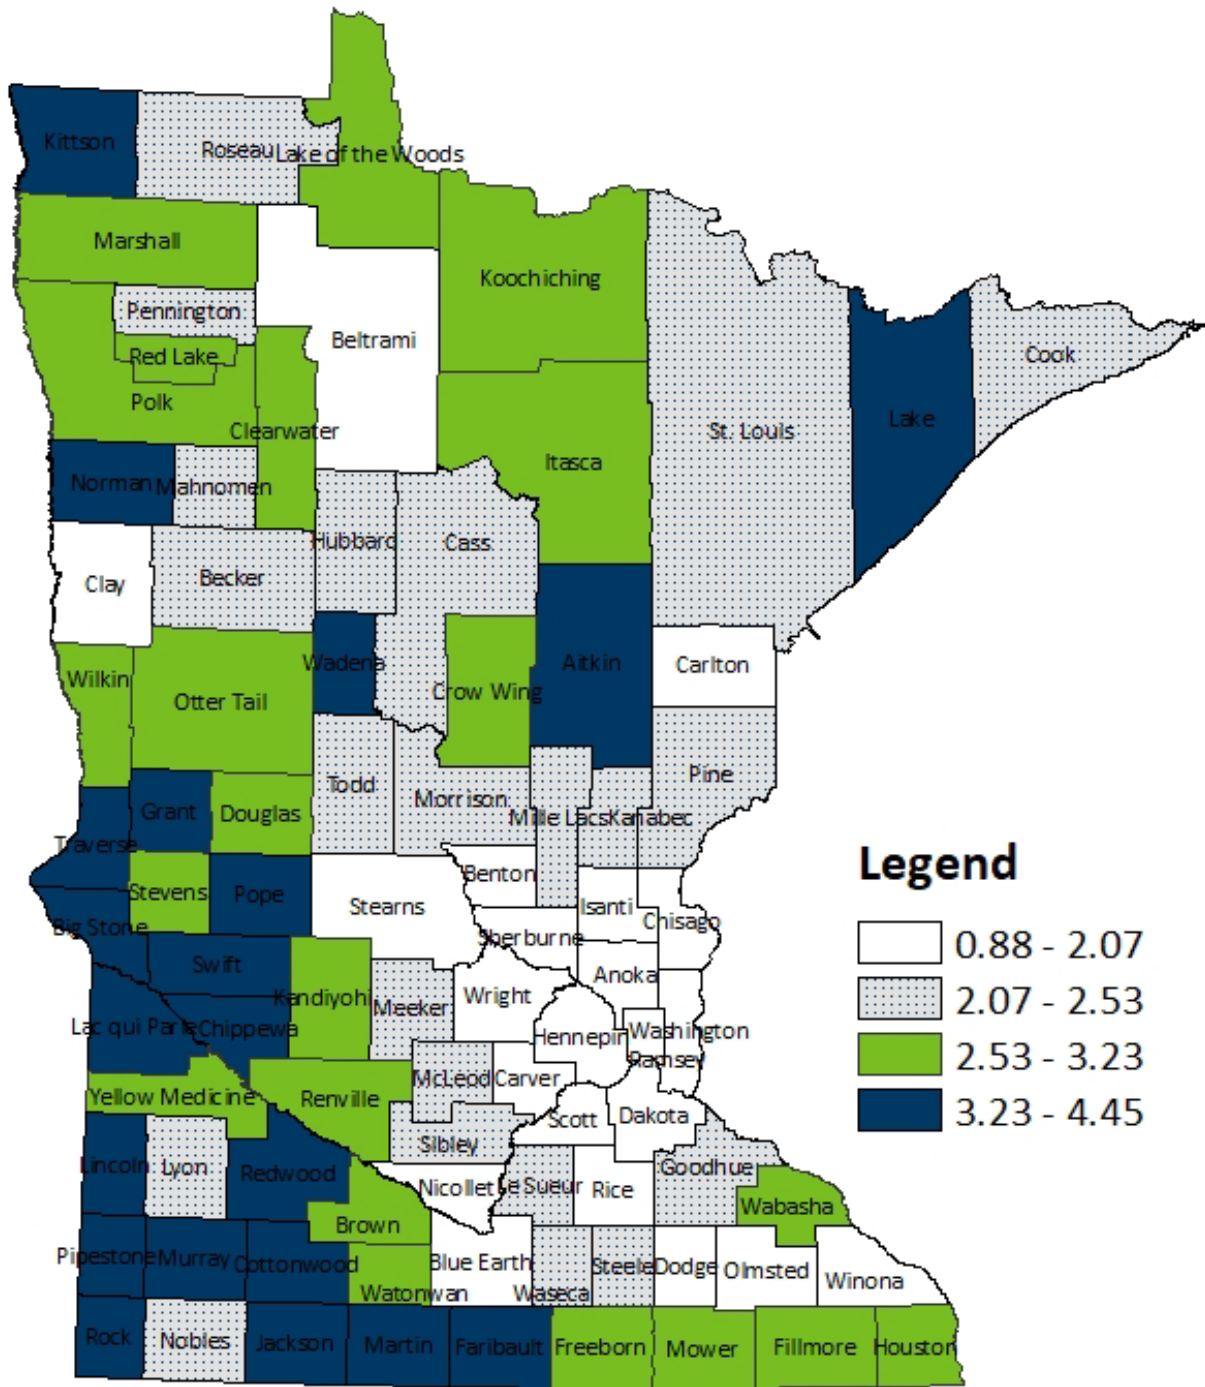 Kittson
Roseau
Lake of the Woods
Marshall
Koochiching
Pennington
Beltrami
Red Lake
Cook
Polk
Lake
Clearwater
St. Louis
Itasca
Norman
Mahnomen
Hubbard
Cass
Becker
Clay
Wadena
Aitkin
Carlton
Wilkin
Crow Wing
Otter Tail
Pine
Todd
Morrison
Grant
Douglas
Mille Lacs
Kanabec
Traverse
Legend
Benton
Stevens
Pope
Stearns
Isanti
Chisago
Big Stone
Sherburne
0.88 - 2.07
Swift
Anoka
Kandiyohi
Wright
Meeker
2.07 - 2.53
Lac qui Parle
Chippewa
Hennepin
Washington
Ramsey
2.53 - 3.23
McLeod
Carver
Yellow Medicine
Renville
Scott
Dakota
3.23 - 4.45
Sibley
Lincoln
Lyon
Redwood
Goodhue
Nicollet
Le Sueur
Rice
Wabasha
Brown
Pipestone
Murray
Cottonwood
Blue Earth
Steele
Dodge
Olmsted
Winona
Watonwan
Waseca
Rock
Nobles
Jackson
Martin
Faribault
Freeborn
Mower
Fillmore
Houston